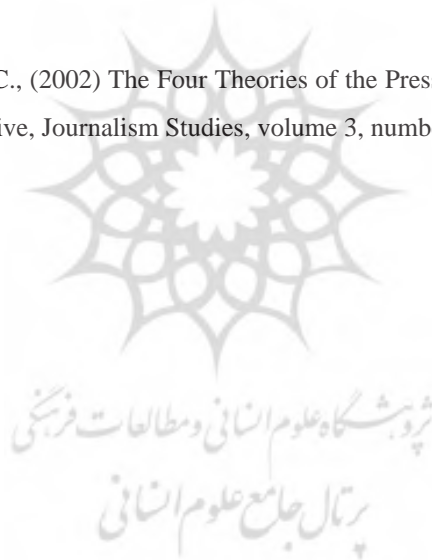 C., (2002) The Four Theories of the Press
ive, Journalism Studies, volume 3, numb
پژوهشگاه علوم انسانی و مطالعات فرهنگی
پرتال جامع علوم انسانی